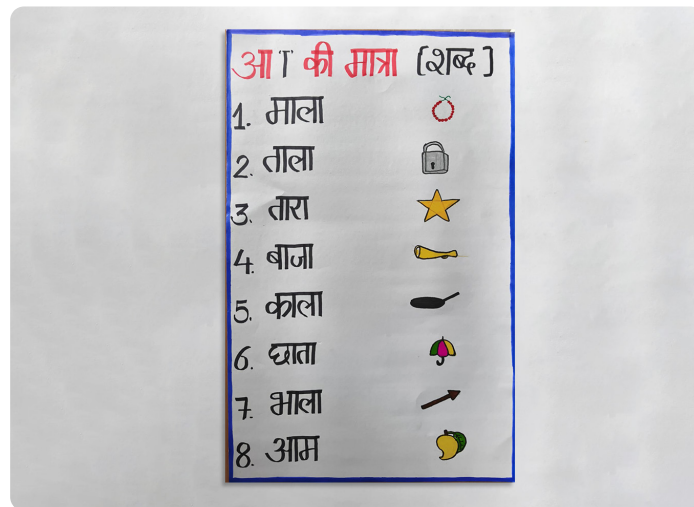 आ ा की मात्रा (शब्द)
1. माला
2. ताला
3. तारा
4. बाजा
5. काला
6. छाता
7. भाला
8. आम